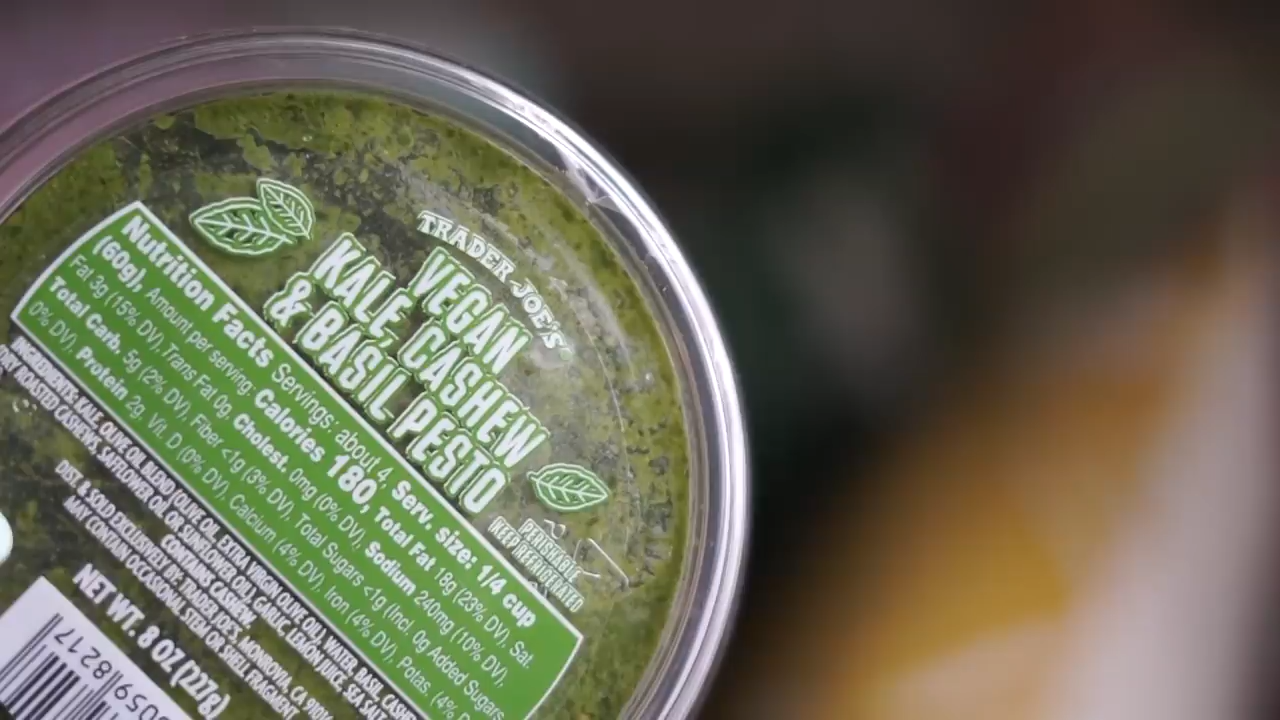 TRADER JOE'S
VEGAN
KALE, CASHEW
& BASIL PESTO
PERISHABLE
KEEP REFRIGERATED
Nutrition Facts Servings: about 4, Serv. size: 1/4 cup
(60g), Amount per serving: Calories 180, Total Fat 18g (23% DV), Sat.
Fat 3g (15% DV), Trans Fat 0g, Cholest. 0mg (0% DV), Sodium 240mg (10% DV),
Total Carb. 5g (2% DV), Fiber <1g (3% DV), Total Sugars <1g (Incl. 0g Added Sugars,
0% DV), Protein 2g, Vit. D (0% DV), Calcium (4% DV), Iron (4% DV), Potas. (4%
INGREDIENTS: KALE, OLIVE OIL BLEND (OLIVE OIL, EXTRA VIRGIN OLIVE OIL), WATER, BASIL, CASHEW
DRY ROASTED CASHEWS, SAFFLOWER OIL OR SUNFLOWER OIL), GARLIC, LEMON JUICE, SEA SALT
CONTAINS CASHEW.
DIST. & SOLD EXCLUSIVELY BY: TRADER JOE'S, MONROVIA, CA 91016
MAY CONTAIN OCCASIONAL STEM OR SHELL FRAGMENT
NET WT. 8 OZ (227g)
059 8217